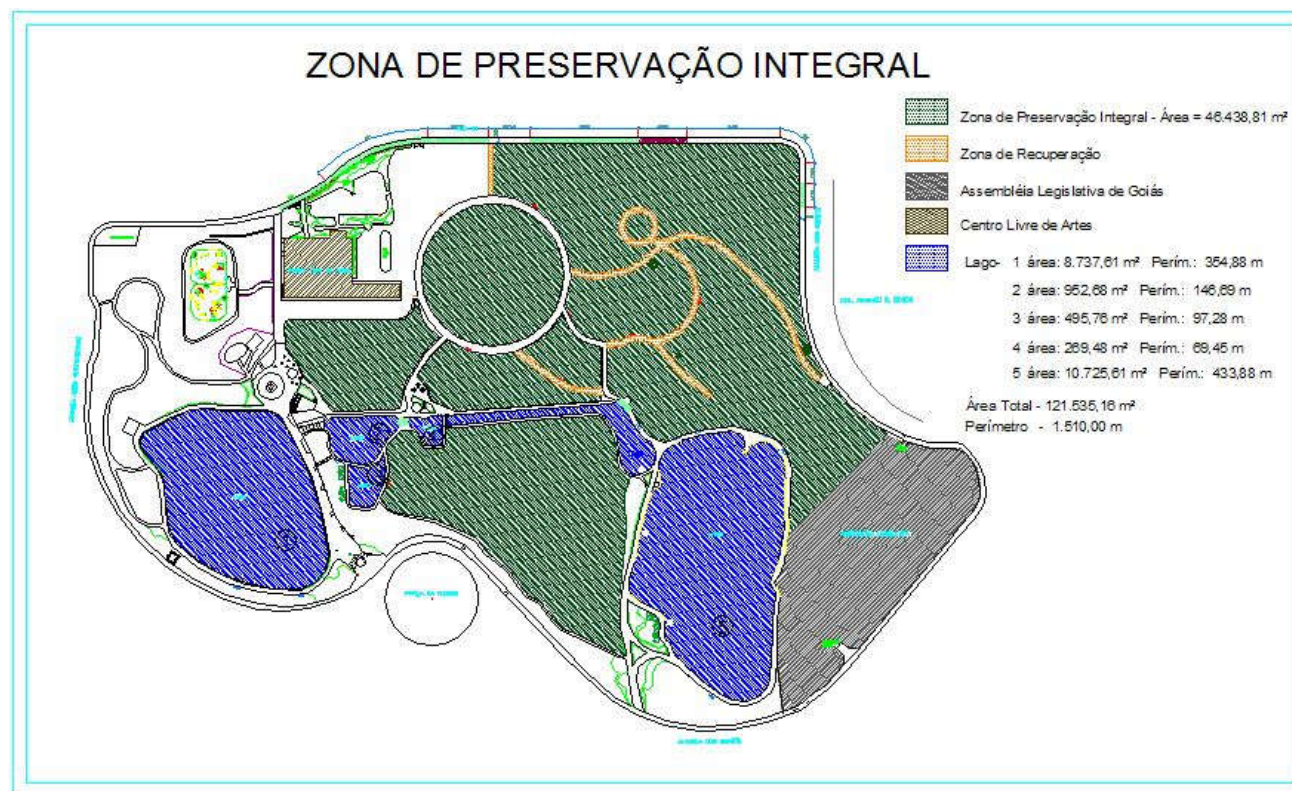 ZONA DE PRESERVAÇÃO INTEGRAL
Zona de Preservação Integral - Área = 46.438,81 m²
Zona de Recuperação
Assembléia Legislativa de Goiás
Centro Livre de Artes
Lago- 1 área: 8.737,61 m² Perím.: 354,88 m
2 área: 952,68 m² Perím.: 146,69 m
3 área: 495,76 m² Perím.: 97,28 m
4 área: 269,48 m² Perím.: 69,45 m
5 área: 10.725,61 m² Perím.: 433,88 m
Área Total - 121.535,16 m²
Perímetro - 1.510,00 m